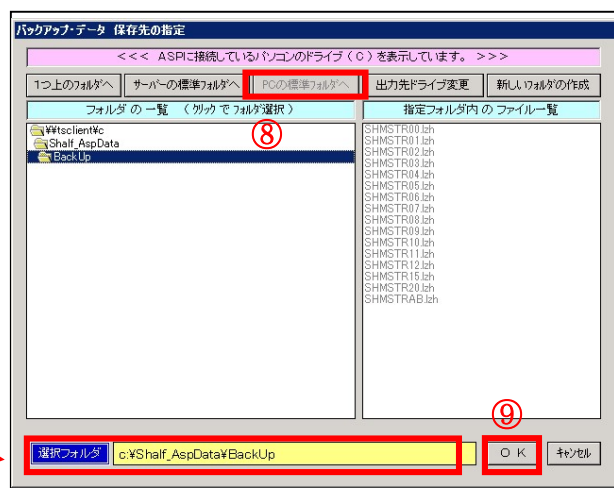 バックアップ・データ 保存先の指定
<<< ASPに接続しているパソコンのドライブ（C）を表示しています。 >>>
1つ上のフォルダへ サーバーの標準フォルダへ PCの標準フォルダへ 出力先ドライブ変更 新しいフォルダの作成
⑧
フォルダ の 一覧 （クリック で フォルダ選択） 指定フォルダ内 の ファイル一覧
¥¥tsclient¥c
Shalf_AspData
BackUp
SHMSTR00.lzh
SHMSTR01.lzh
SHMSTR02.lzh
SHMSTR03.lzh
SHMSTR04.lzh
SHMSTR05.lzh
SHMSTR06.lzh
SHMSTR07.lzh
SHMSTR08.lzh
SHMSTR09.lzh
SHMSTR10.lzh
SHMSTR11.lzh
SHMSTR12.lzh
SHMSTR15.lzh
SHMSTR20.lzh
SHMSTRAB.lzh
⑨
選択フォルダ c:¥Shalf_AspData¥BackUp O K キャンセル